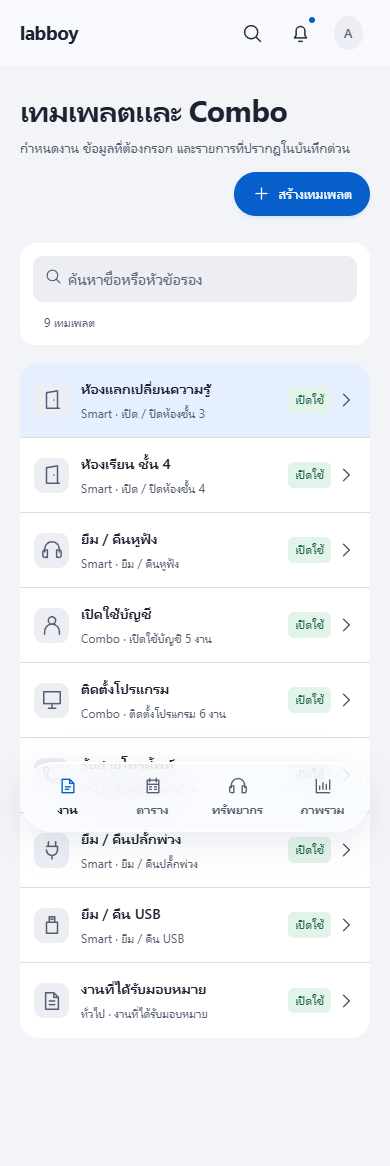 labboy
A
เทมเพลตและ Combo
กำหนดงาน ข้อมูลที่ต้องกรอก และรายการที่ปรากฏในบันทึกด่วน
สร้างเทมเพลต
ค้นหาชื่อหรือหัวข้อรอง
9 เทมเพลต
ห้องแลกเปลี่ยนความรู้
Smart · เปิด / ปิดห้องชั้น 3
เปิดใช้
ห้องเรียน ชั้น 4
Smart · เปิด / ปิดห้องชั้น 4
เปิดใช้
ยืม / คืนหูฟัง
Smart · ยืม / คืนหูฟัง
เปิดใช้
เปิดใช้บัญชี
Combo · เปิดใช้บัญชี 5 งาน
เปิดใช้
ติดตั้งโปรแกรม
Combo · ติดตั้งโปรแกรม 6 งาน
เปิดใช้
รับสายโทรศัพท์
งาน
ตาราง
ทรัพยากร
ภาพรวม
ยืม / คืนปลั๊กพ่วง
Smart · ยืม / คืนปลั๊กพ่วง
เปิดใช้
ยืม / คืน USB
Smart · ยืม / คืน USB
เปิดใช้
งานที่ได้รับมอบหมาย
ทั่วไป · งานที่ได้รับมอบหมาย
เปิดใช้